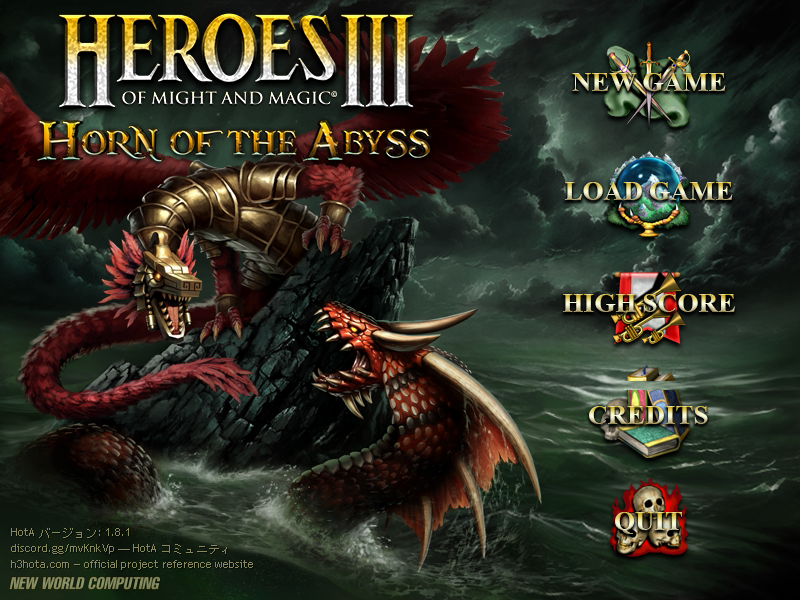 HEROES III
OF MIGHT AND MAGIC®
HORN OF THE ABYSS
NEW GAME
LOAD GAME
HIGH SCORE
CREDITS
QUIT
HotA バージョン: 1.8.1
discord.gg/mvKnkVp — HotA コミュニティ
h3hota.com – official project reference website
NEW WORLD COMPUTING